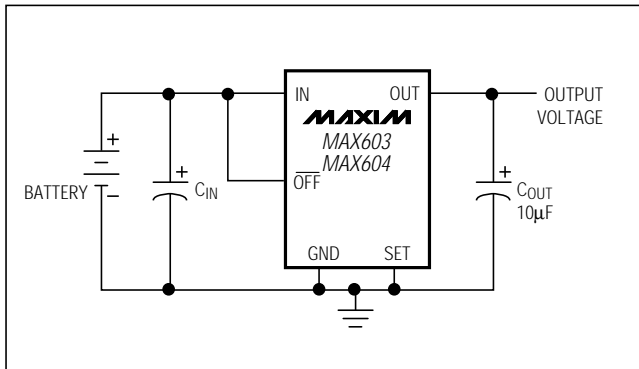 IN
OUT
OUTPUT
VOLTAGE
MAXIM
MAX603
MAX604
OFF
+
−
BATTERY
+
CIN
+
COUT
10µF
GND
SET